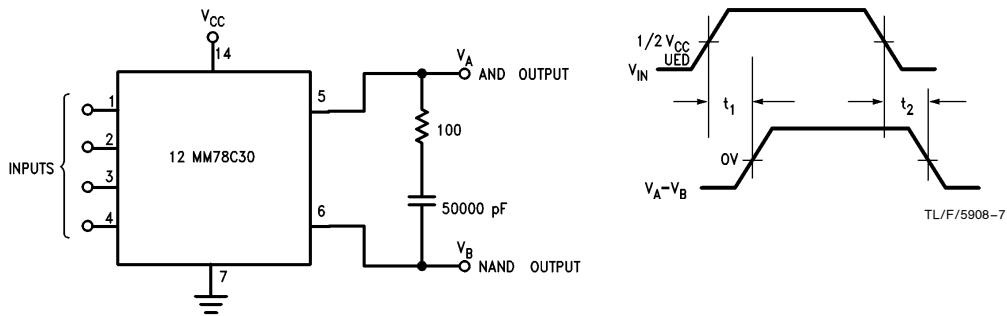 V_CC
14
INPUTS
1
2
3
4
12 MM78C30
5
6
7
V_A
AND OUTPUT
100
50000 pF
V_B
NAND OUTPUT
1/2 V_CC
UED
V_IN
t_1
t_2
0V
V_A-V_B
TL/F/5908-7